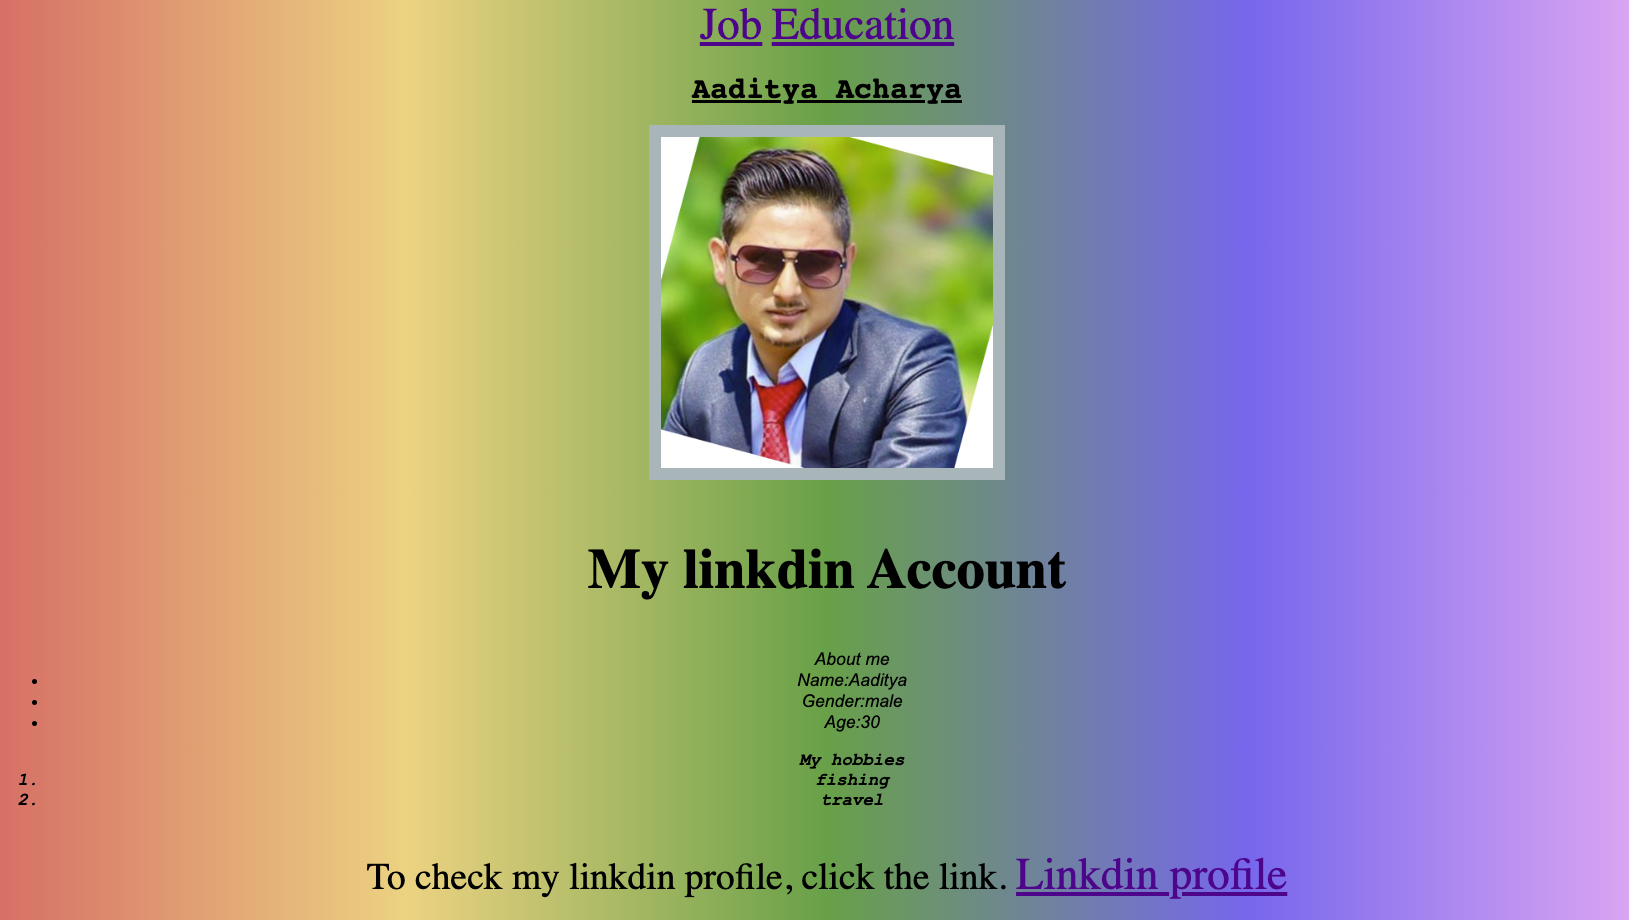 Job Education
Aaditya Acharya
My linkdin Account
About me
• Name:Aaditya
• Gender:male
• Age:30
My hobbies
1. fishing
2. travel
To check my linkdin profile, click the link. Linkdin profile